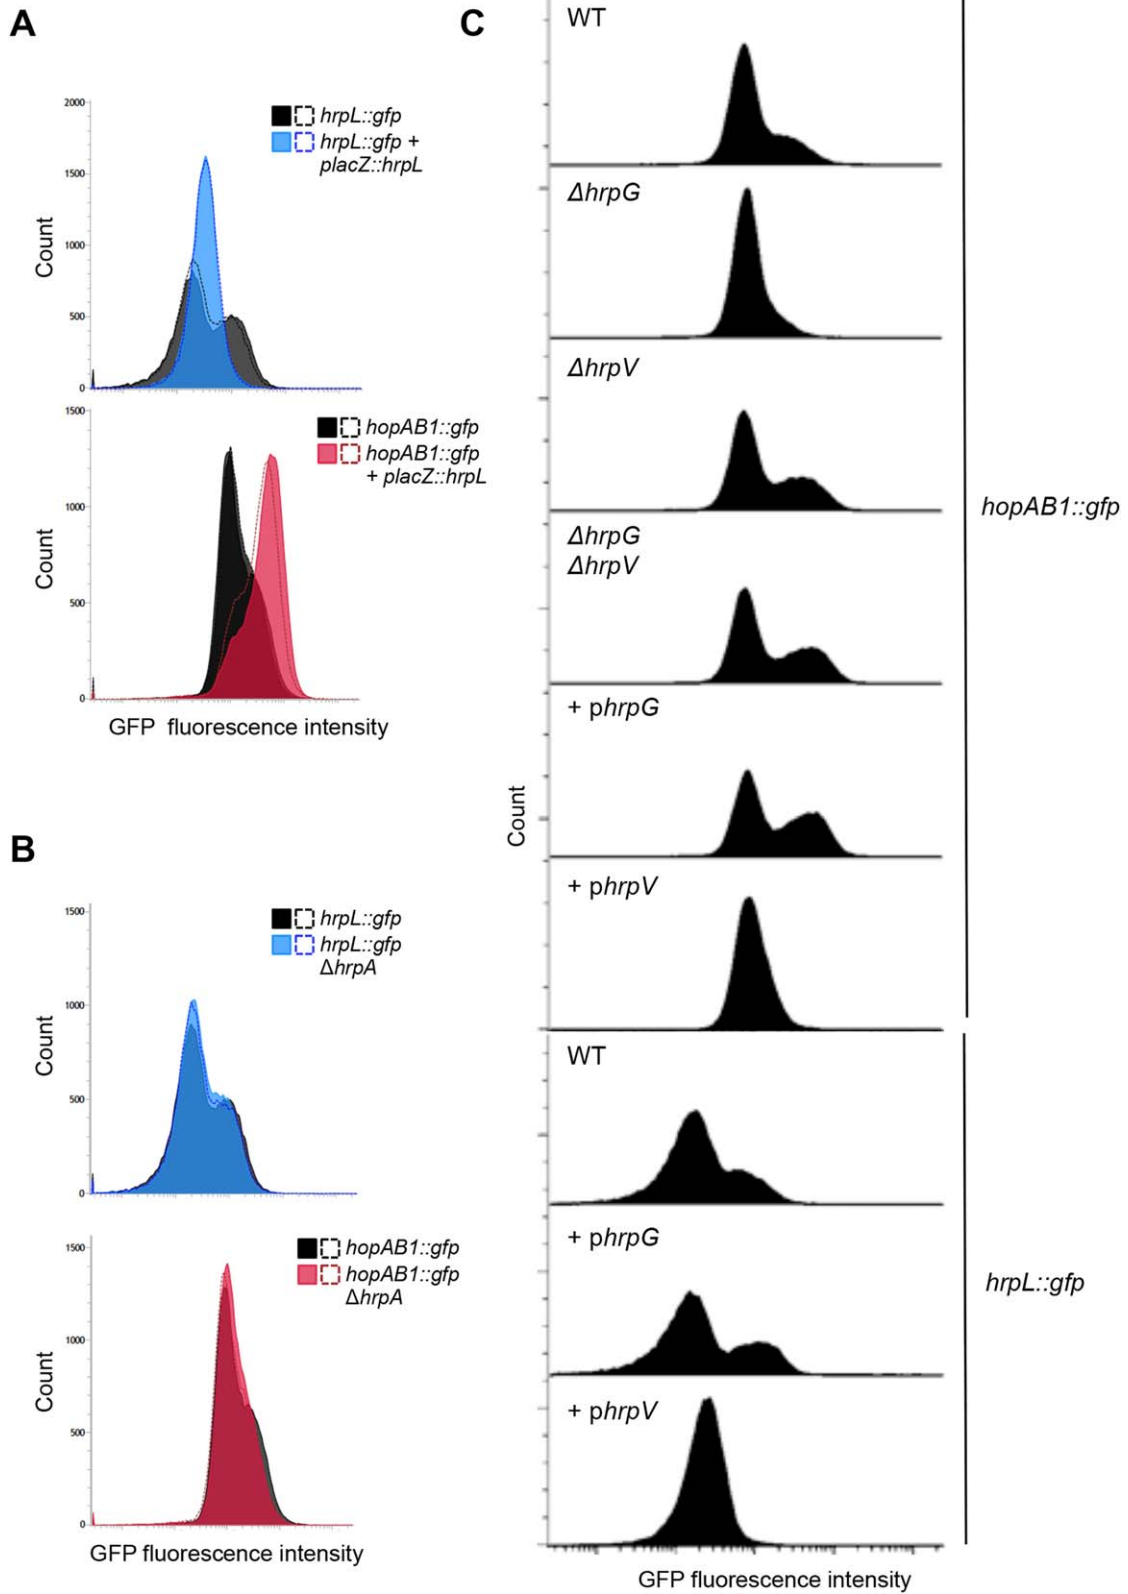 A
2000
1500
1000
500
0
Count
hrpL::gfp
hrpL::gfp +
placZ::hrpL
1500
1000
500
0
Count
hopAB1::gfp
hopAB1::gfp
+ placZ::hrpL
GFP fluorescence intensity
B
1500
1000
500
0
Count
hrpL::gfp
hrpL::gfp
ΔhrpA
1500
1000
500
0
Count
hopAB1::gfp
hopAB1::gfp
ΔhrpA
GFP fluorescence intensity
C
WT
ΔhrpG
ΔhrpV
ΔhrpG
ΔhrpV
+ phrpG
+ phrpV
hopAB1::gfp
Count
WT
+ phrpG
+ phrpV
hrpL::gfp
GFP fluorescence intensity